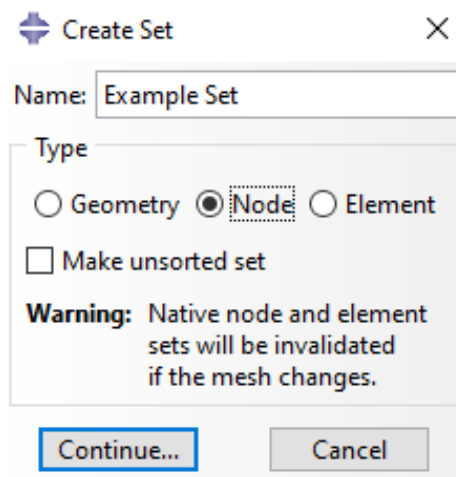 Create Set
Name: Example Set
Type
Geometry Node Element
Make unsorted set
Warning: Native node and element
sets will be invalidated
if the mesh changes.
Continue... Cancel